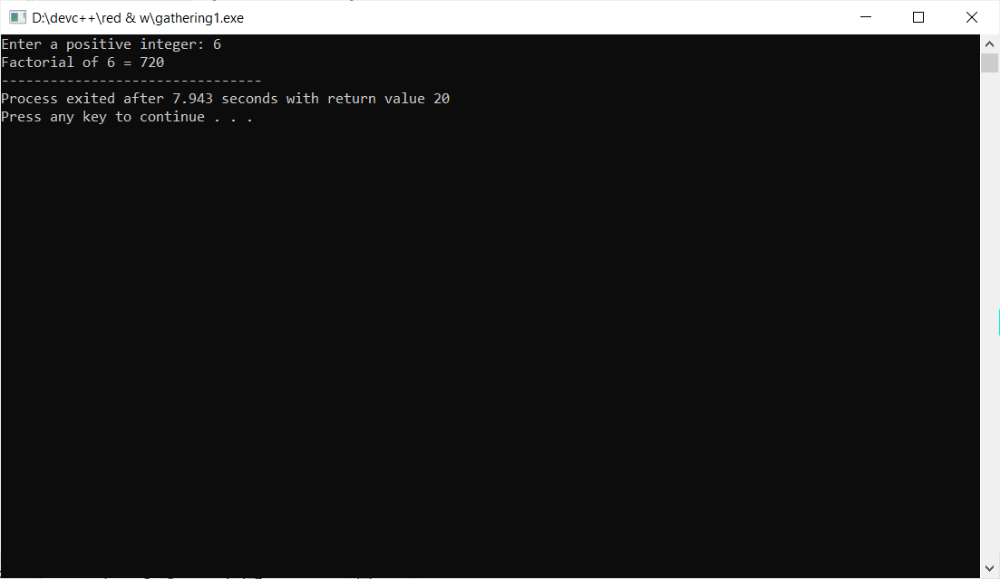 D:\devc++\red & w\gathering1.exe
Enter a positive integer: 6
Factorial of 6 = 720
--------------------------------
Process exited after 7.943 seconds with return value 20
Press any key to continue . . .